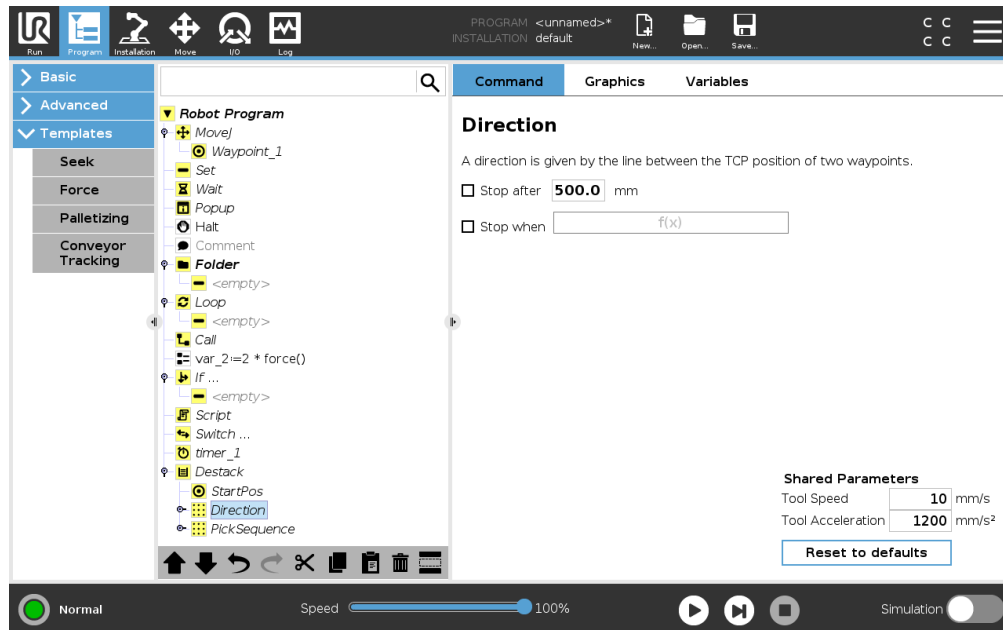 PROGRAM <unnamed>*
INSTALLATION default
UR
Run
Program
Installation
Move
I/O
Log
New...
Open...
Save...
C C
C C
Basic
Advanced
Templates
Seek
Force
Palletizing
Conveyor
Tracking
Robot Program
MoveJ
Waypoint_1
Set
Wait
Popup
Halt
Comment
Folder
<empty>
Loop
<empty>
Call
var_2:=2 * force()
If ...
<empty>
Script
Switch ...
timer_1
Destack
StartPos
Direction
PickSequence
Command Graphics Variables
Direction
A direction is given by the line between the TCP position of two waypoints.
Stop after 500.0 mm
Stop when f(x)
Shared Parameters
Tool Speed 10 mm/s
Tool Acceleration 1200 mm/s²
Reset to defaults
Normal
Speed 100%
Simulation